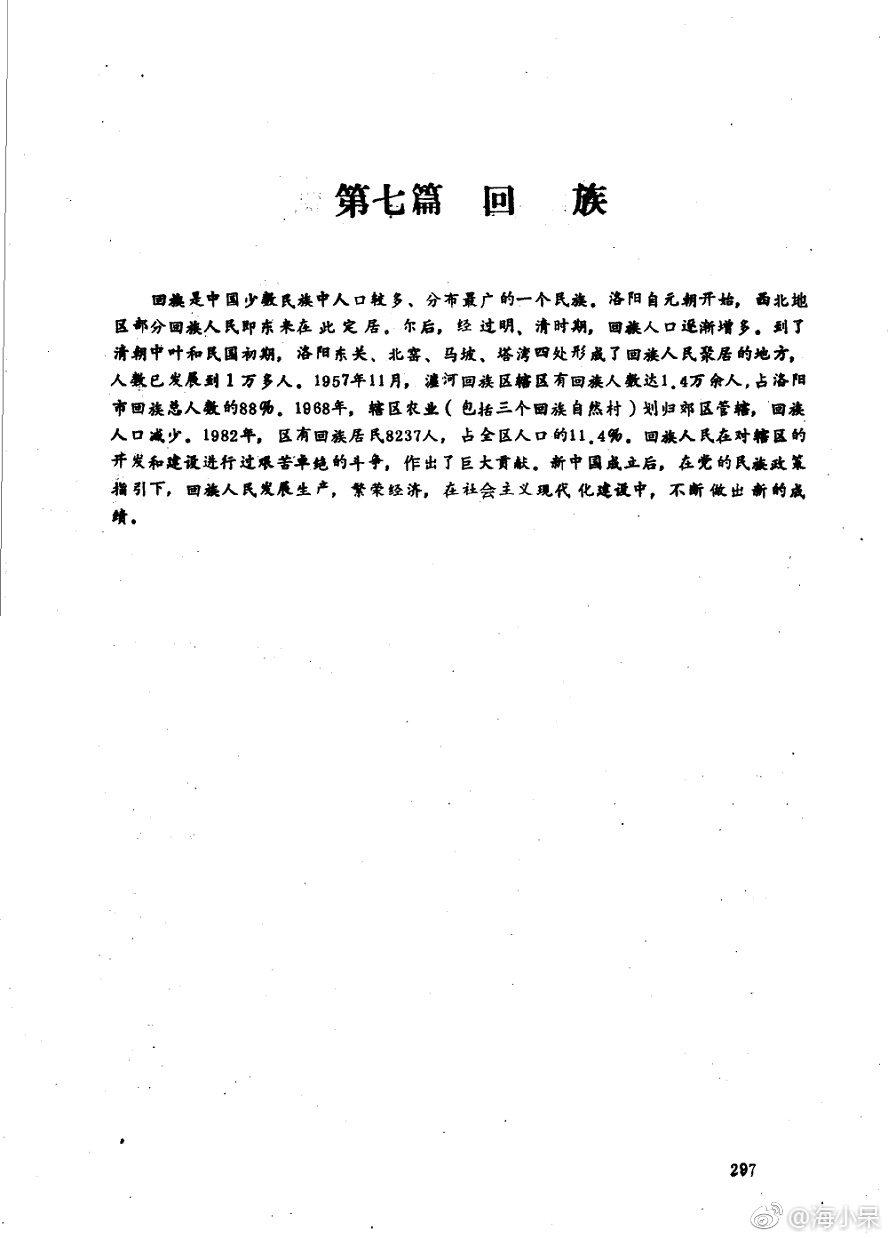 第七篇 回 族
回族是中国少数民族中人口较多、分布最广的一个民族。洛阳自元朝开始，西北地
区部分回族人民即东来在此定居。尔后，经过明、清时期，回族人口逐渐增多。到了
清朝中叶和民国初期，洛阳东关、北窑、马坡、塔湾四处形成了回族人民聚居的地方，
人数已发展到1万多人。1957年11月，瀍河回族区辖区有回族人数达1.4万余人，占洛阳
市回族总人数的88%。1968年，辖区农业（包括三个回族自然村）划归郊区管辖，回族
人口减少。1982年，区有回族居民8237人，占全区人口的11.4%。回族人民在对辖区的
开发和建设进行过艰苦卓绝的斗争，作出了巨大贡献。新中国成立后，在党的民族政策
指引下，回族人民发展生产，繁荣经济，在社会主义现代化建设中，不断做出新的成
绩。
297
@海小呆